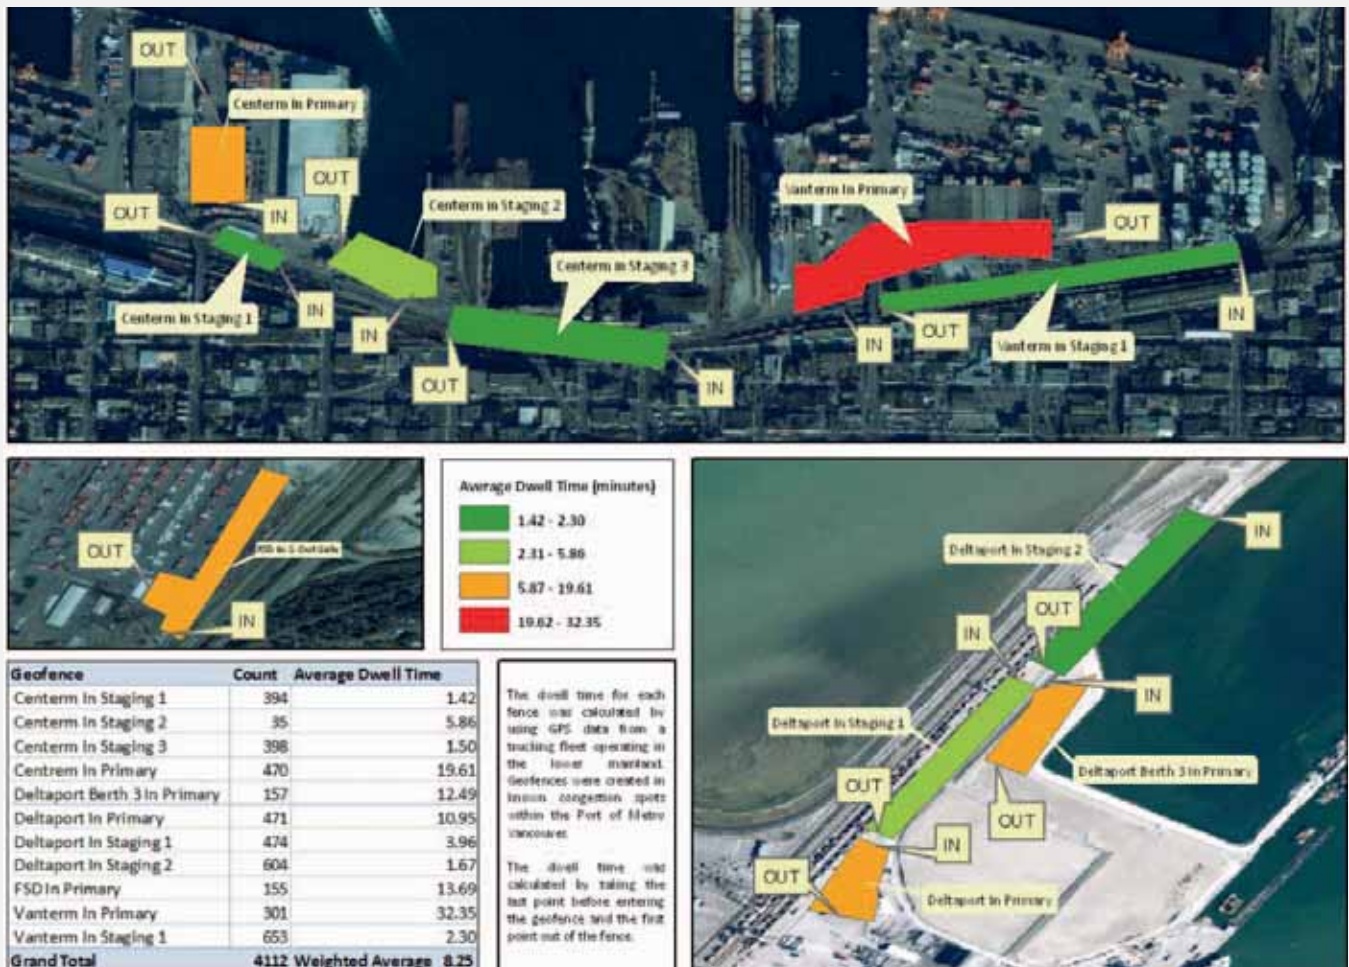 OUT
Centerm In Primary
OUT
Centerm in Staging 2
Vanterm In Primary
OUT
IN
OUT
Centerm in Staging 3
Centerm In Staging 1
IN
IN
OUT
IN
IN
OUT
Vanterm in Staging 1
IN
OUT
IN
Average Dwell Time (minutes)
1.42 - 2.30
2.31 - 5.86
5.87 - 19.61
19.62 - 32.35
Deltaport In Staging 2
IN
OUT
IN
IN
Deltaport In Staging 1
Deltaport Berth 3 In Primary
OUT
OUT
IN
OUT
Deltaport In Primary
Geofence Count Average Dwell Time
Centerm In Staging 1 394 1.42
Centerm In Staging 2 35 5.86
Centerm In Staging 3 398 1.50
Centrem In Primary 470 19.61
Deltaport Berth 3 In Primary 157 12.49
Deltaport In Primary 471 10.95
Deltaport In Staging 1 474 3.96
Deltaport In Staging 2 604 1.67
FSD In Primary 155 13.69
Vanterm In Primary 301 32.35
Vanterm In Staging 1 653 2.30
Grand Total 4112 Weighted Average 8.25
The dwell time for each
fence was calculated by
using GPS data from a
trucking fleet operating in
the lower mainland.
Geofences were created in
known congestion spots
within the Port of Metro
Vancouver.
The dwell time was
calculated by taking the
last point before entering
the geofence and the first
point out of the fence.